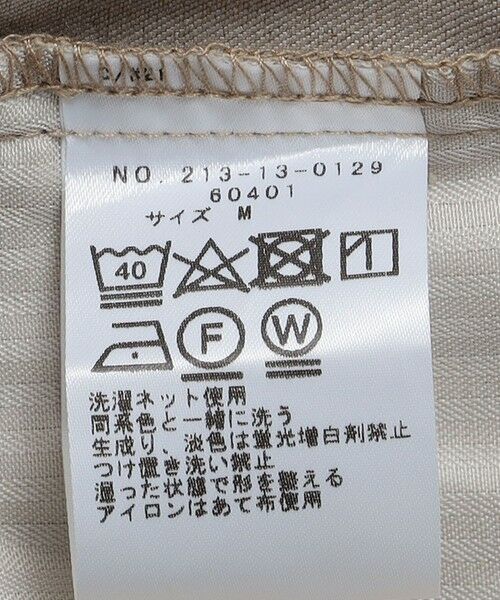 NO. 213-13-0129
60401
サイズ M
40
F
W
洗濯ネット使用
同系色と一緒に洗う
生成り、淡色は蛍光増白剤禁止
つけ置き洗い禁止
湿った状態で形を整える
アイロンはあて布使用